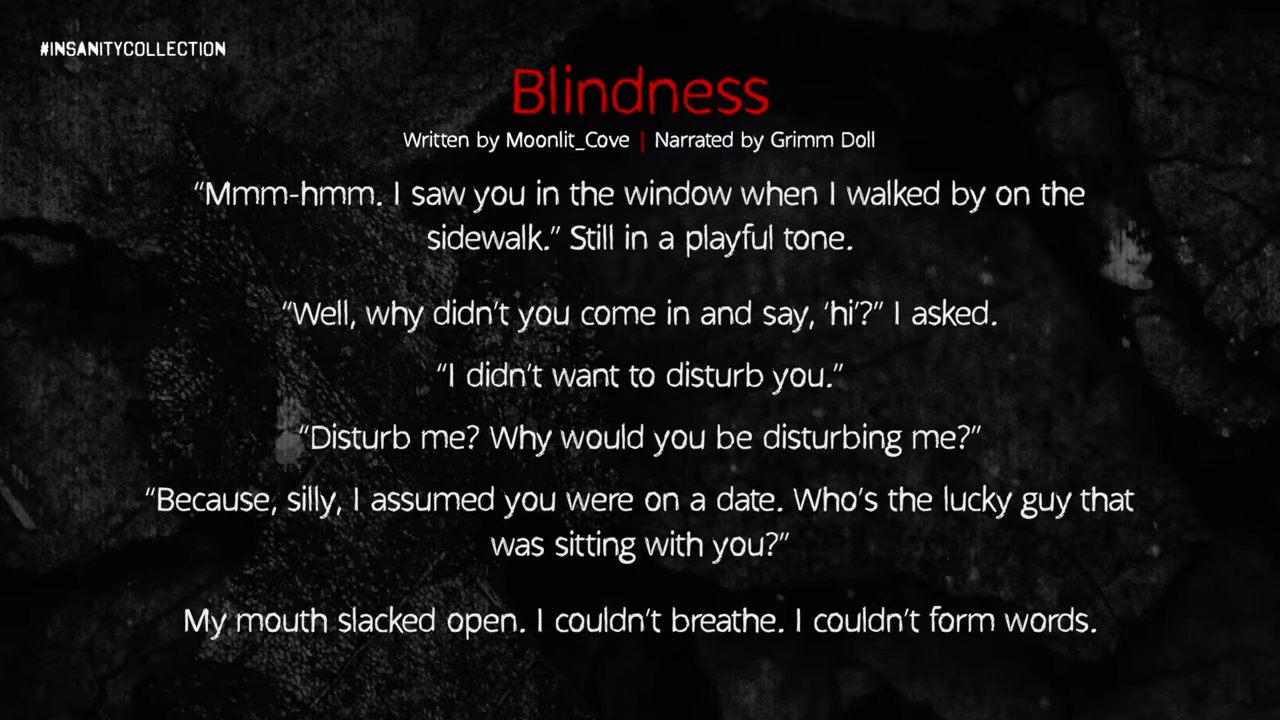 #INSANITYCOLLECTION
Blindness
Written by Moonlit_Cove | Narrated by Grimm Doll
“Mmm-hmm. I saw you in the window when I walked by on the
sidewalk.” Still in a playful tone.
“Well, why didn’t you come in and say, ‘hi’?” I asked.
“I didn’t want to disturb you.”
“Disturb me? Why would you be disturbing me?”
“Because, silly, I assumed you were on a date. Who’s the lucky guy that
was sitting with you?”
My mouth slacked open. I couldn’t breathe. I couldn’t form words.